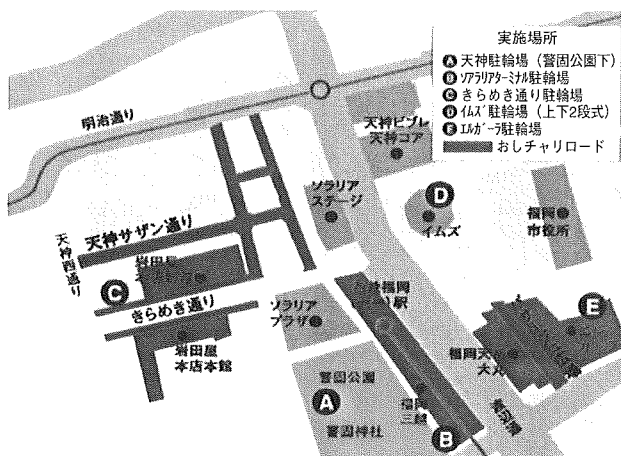 実施場所
A 天神駐輪場（警固公園下）
B ソラリアターミナル駐輪場
C きらめき通り駐輪場
D イムズ駐輪場（上下2段式）
E エルガーラ駐輪場
おしチャリロード
明治通り
天神ビブレ
天神コア
ソラリア
ステージ
D
イムズ
福岡
市役所
天神サザン通り
天神西通り
岩田屋
C
きらめき通り
ソラリア
プラザ
岩田屋
本店本館
E
大丸
警固公園
A
警固神社
福岡
三越
B